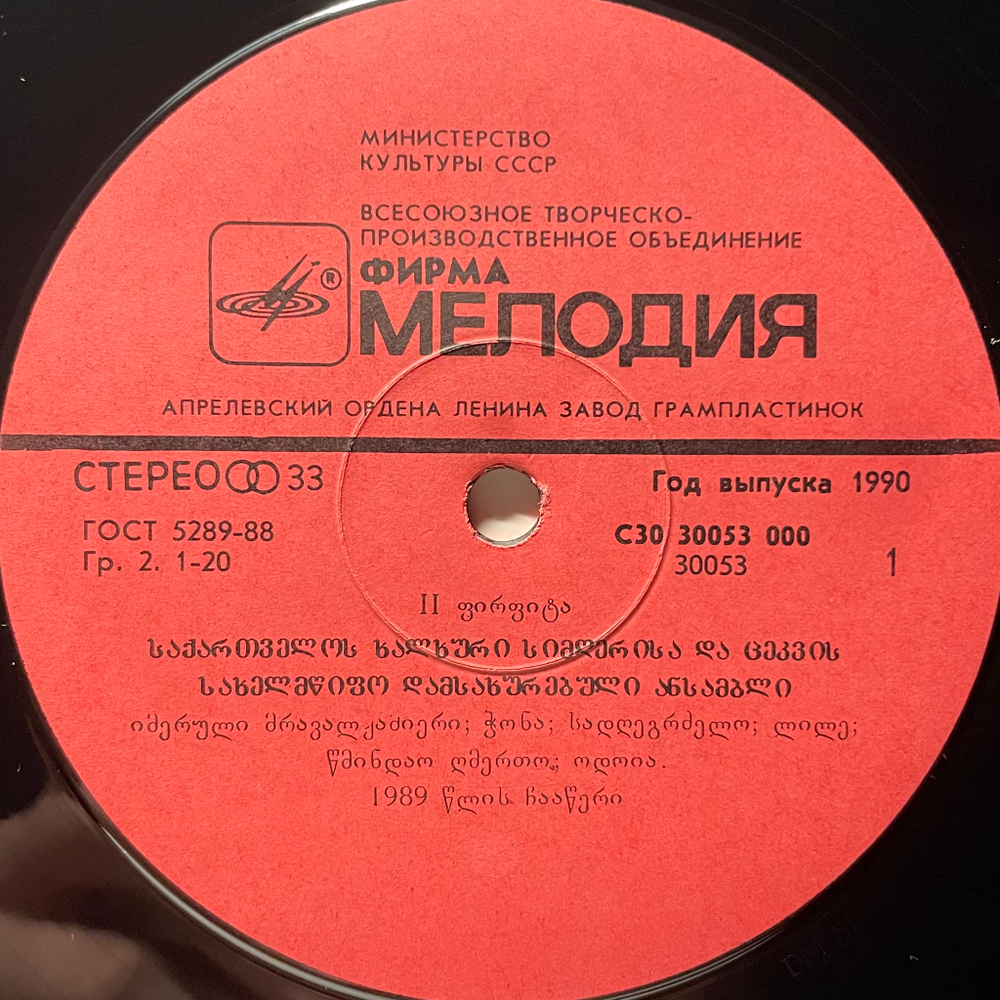 МИНИСТЕРСТВО
КУЛЬТУРЫ СССР
ВСЕСОЮЗНОЕ ТВОРЧЕСКО-
ПРОИЗВОДСТВЕННОЕ ОБЪЕДИНЕНИЕ
ФИРМА
®
МЕЛОДИЯ
АПРЕЛЕВСКИЙ ОРДЕНА ЛЕНИНА ЗАВОД ГРАМПЛАСТИНОК
СТЕРЕО 33
Год выпуска 1990
ГОСТ 5289-88
С30 30053 000
Гр. 2. 1-20
30053
1
II ფირფიტა
საქართველოს ხალხური სიმღერისა და ცეკვის
სახელმწიფო დამსახურებული ანსამბლი
იმერული მრავალჟამიერი; ჭონა; სადღეგრძელო; ლილე;
წმინდაო ღმერთო; ოდოია.
1989 წლის ჩააწერი